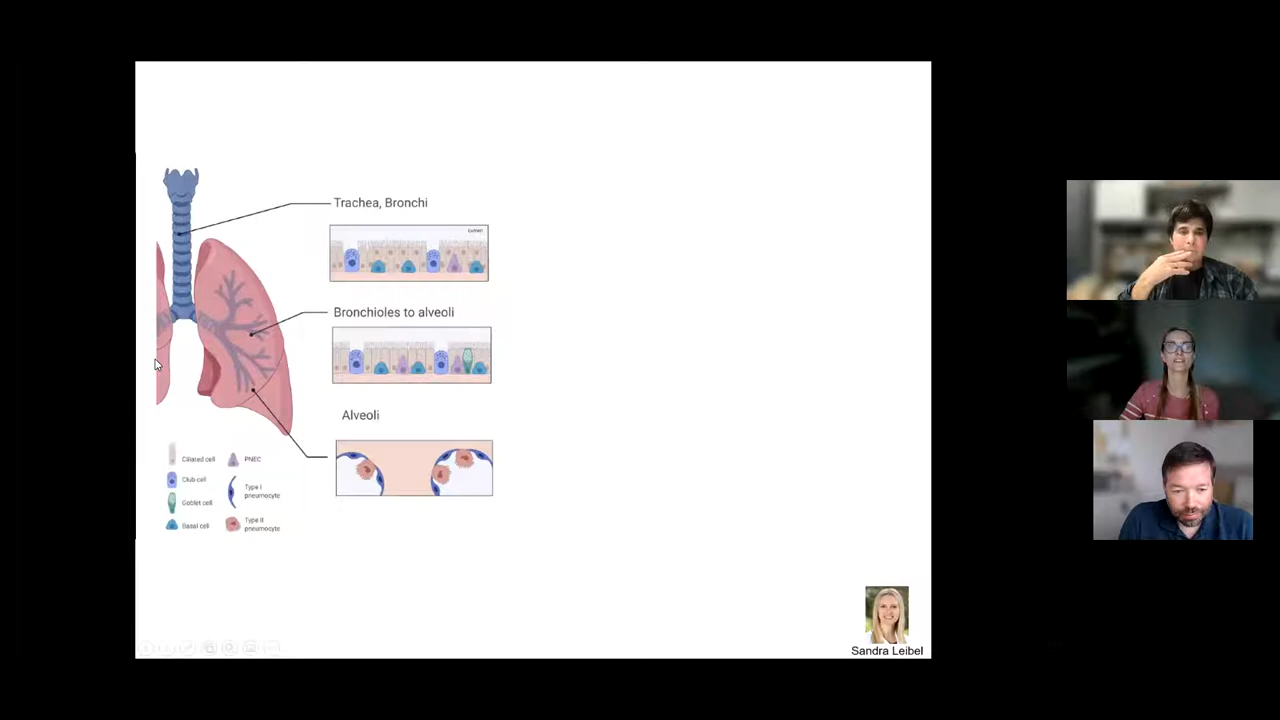 Trachea, Bronchi
Lumen
Bronchioles to alveoli
Alveoli
Ciliated cell
PNEC
Club cell
Type I
pneumocyte
Goblet cell
Basal cell
Type II
pneumocyte
Sandra Leibel